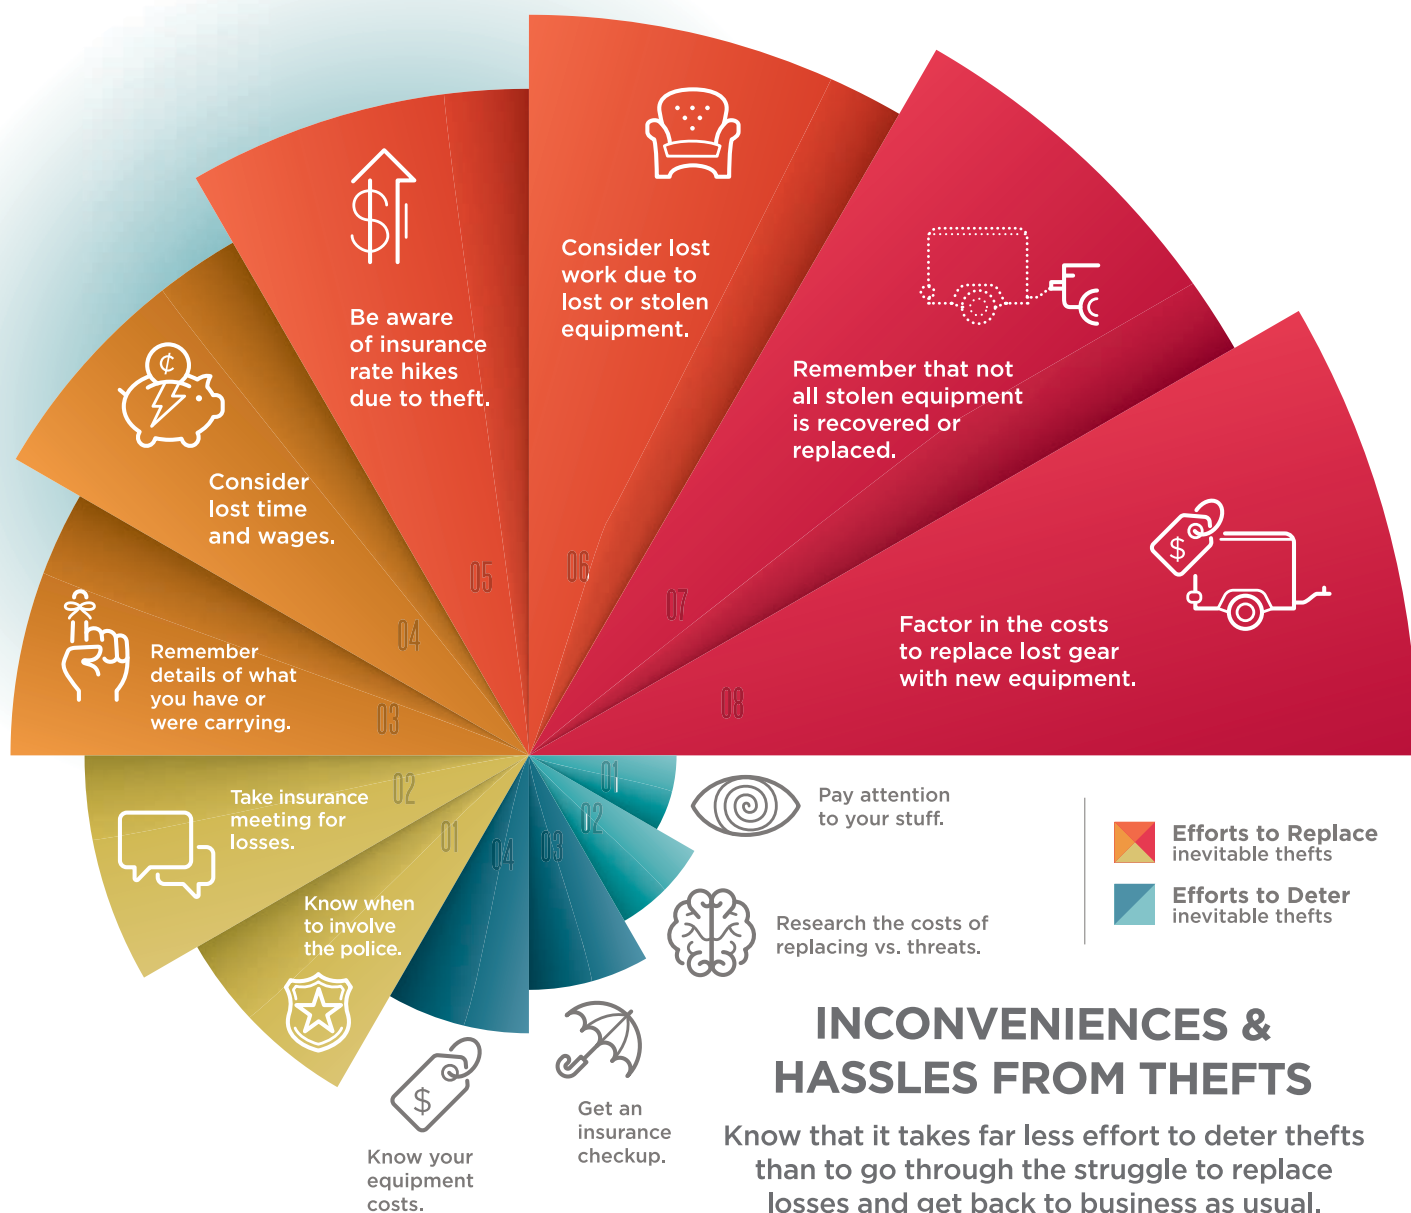 Consider lost
work due to
lost or stolen
equipment.
06
Be aware
of insurance
rate hikes
due to theft.
05
Remember that not
all stolen equipment
is recovered or
replaced.
07
Consider
lost time
and wages.
04
Factor in the costs
to replace lost gear
with new equipment.
08
Remember
details of what
you have or
were carrying.
03
Take insurance
meeting for
losses.
02
Know when
to involve
the police.
01
04
03
02
01
¢
$
$
$
Pay attention
to your stuff.
Research the costs of
replacing vs. threats.
Get an
insurance
checkup.
Know your
equipment
costs.
Efforts to Replace
inevitable thefts
Efforts to Deter
inevitable thefts
INCONVENIENCES &
HASSLES FROM THEFTS
Know that it takes far less effort to deter thefts
than to go through the struggle to replace
losses and get back to business as usual.